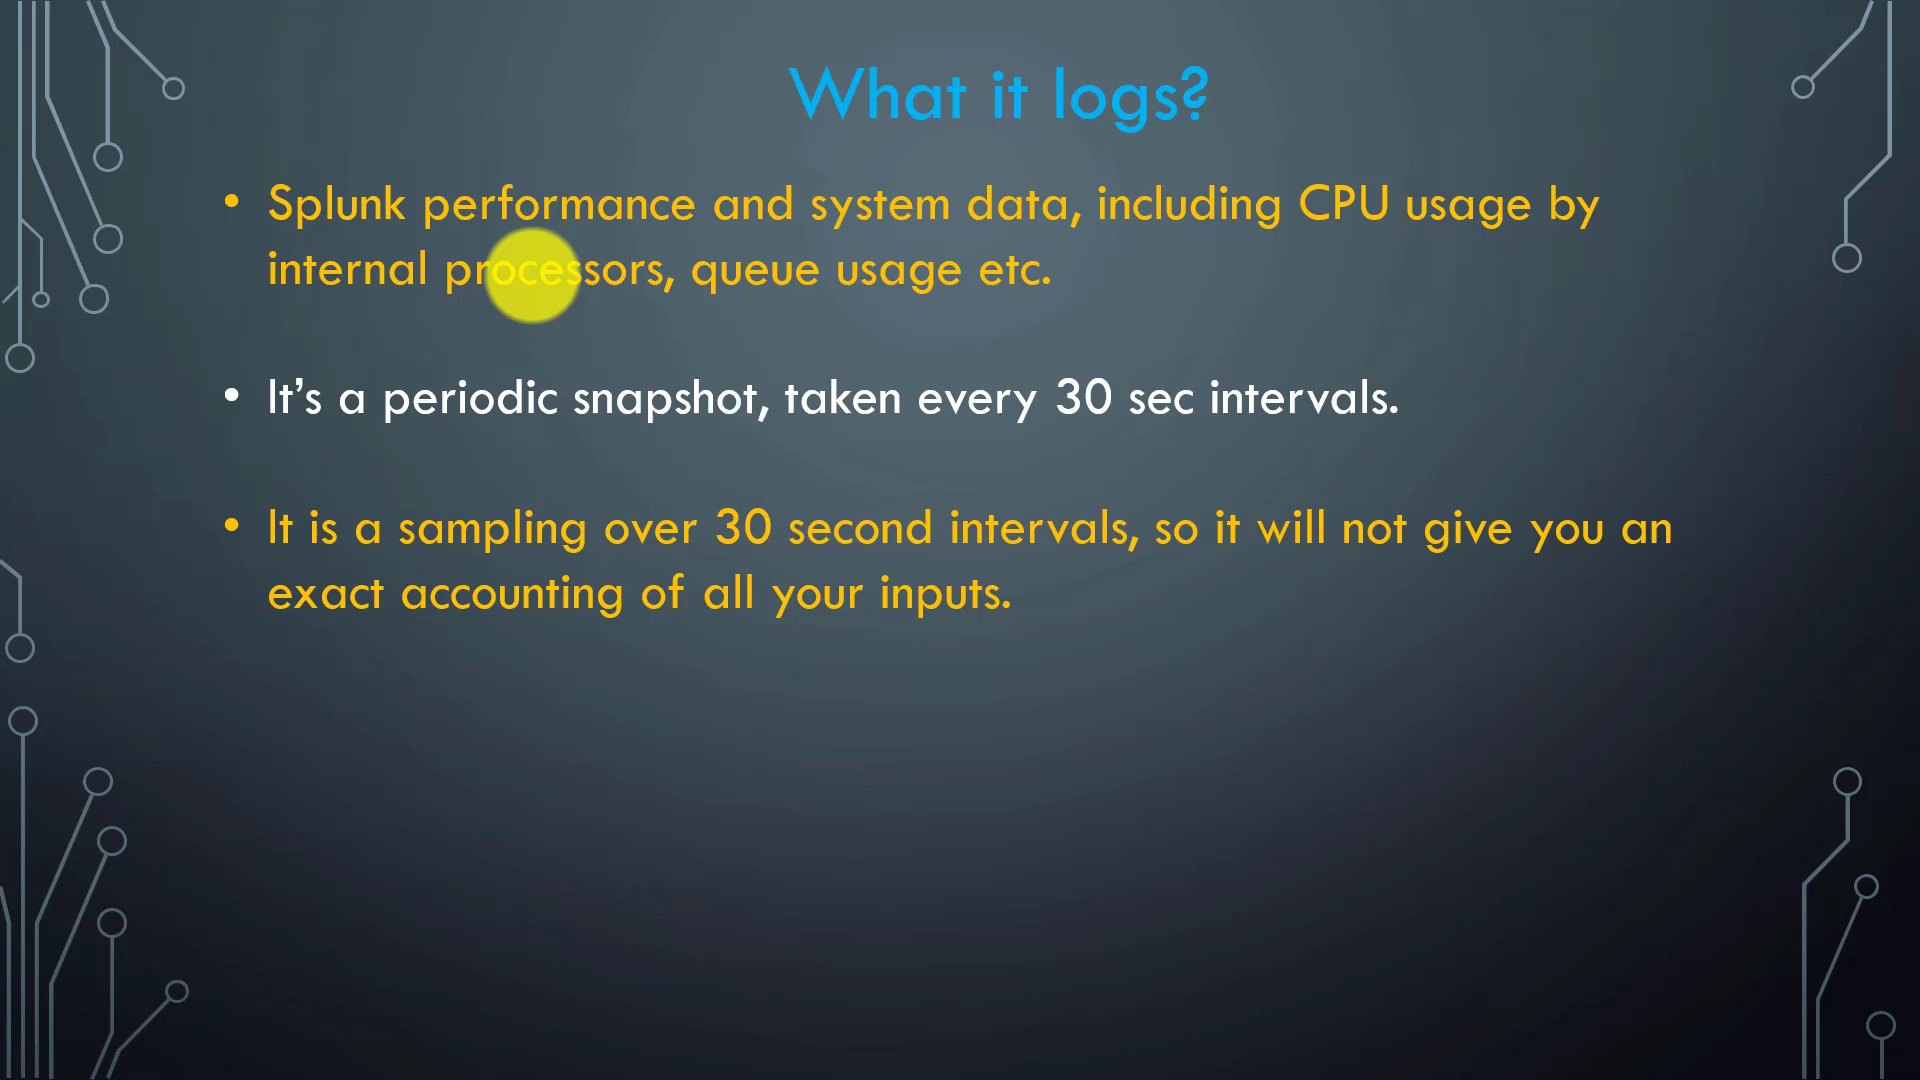 What it logs?
• Splunk performance and system data, including CPU usage by
internal processors, queue usage etc.
• It’s a periodic snapshot, taken every 30 sec intervals.
• It is a sampling over 30 second intervals, so it will not give you an
exact accounting of all your inputs.